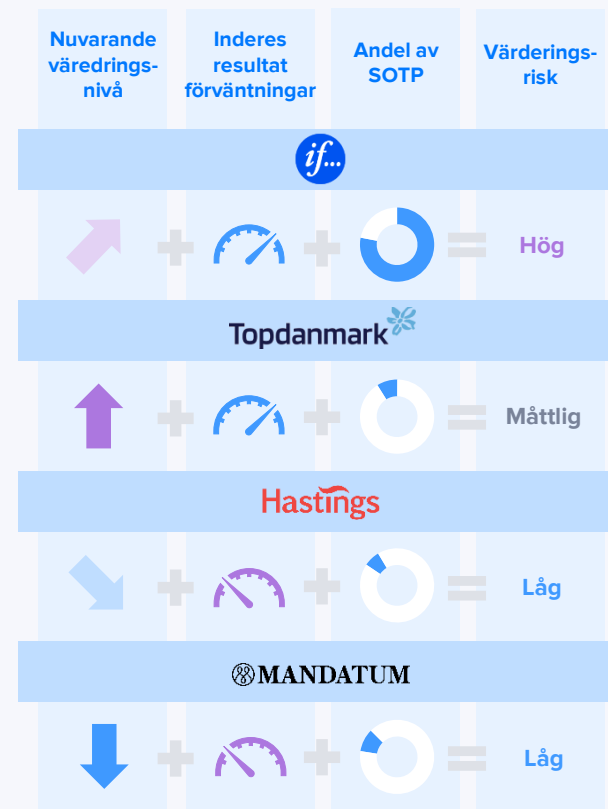 Nuvarande
väredrings-
nivå
Inderes
resultat
förväntningar
Andel av
SOTP
Värderings-
risk
if...
Hög
Topdanmark
Måttlig
Hastings
Låg
MANDATUM
Låg